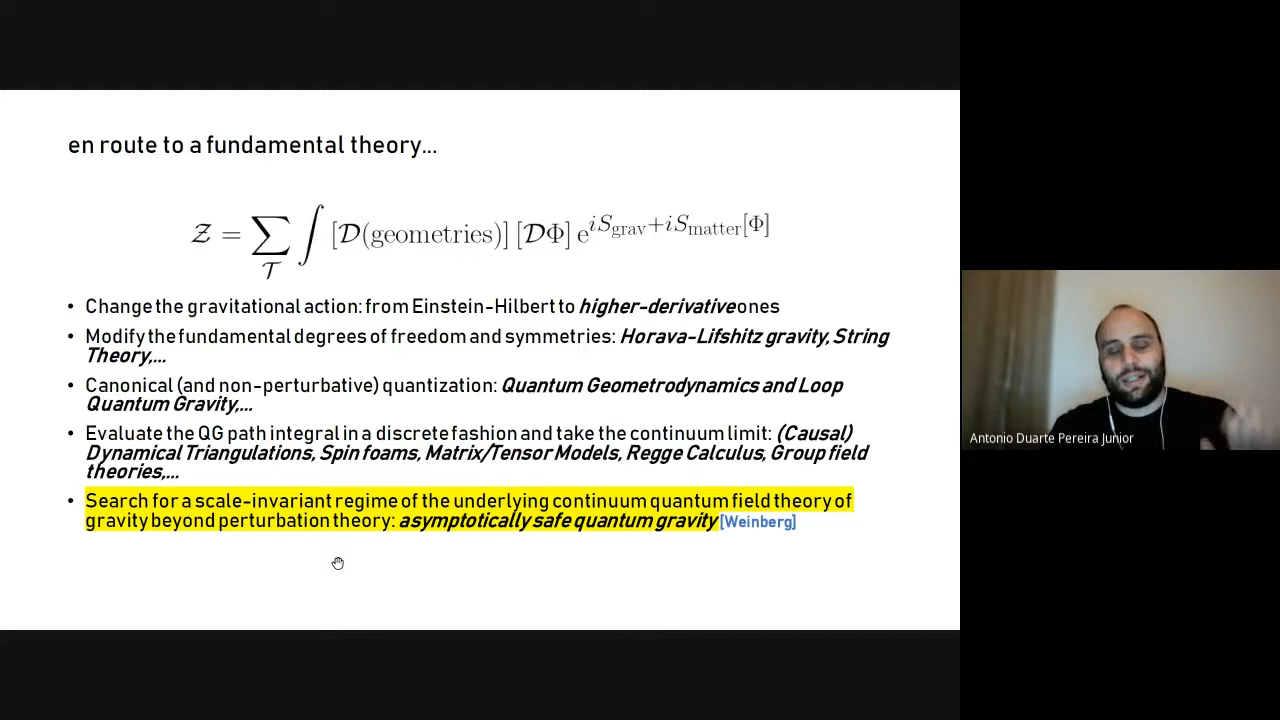 en route to a fundamental theory...
𝒵 = ∑ ∫ [𝒟(geometries)] [𝒟Φ] e^{iS_grav+iS_matter[Φ]}
𝒯
• Change the gravitational action: from Einstein-Hilbert to higher-derivative ones
• Modify the fundamental degrees of freedom and symmetries: Horava-Lifshitz gravity, String
Theory,...
• Canonical (and non-perturbative) quantization: Quantum Geometrodynamics and Loop
Quantum Gravity,...
• Evaluate the QG path integral in a discrete fashion and take the continuum limit: (Causal)
Dynamical Triangulations, Spin foams, Matrix/Tensor Models, Regge Calculus, Group field
theories,...
• Search for a scale-invariant regime of the underlying continuum quantum field theory of
gravity beyond perturbation theory: asymptotically safe quantum gravity [Weinberg]
Antonio Duarte Pereira Junior